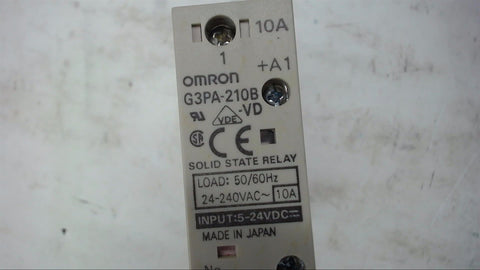 10A
1
+A1
OMRON
G3PA-210B
-VD
VDE
CE
SOLID STATE RELAY
LOAD: 50/60Hz
24-240VAC~ 10A
INPUT:5-24VDC
MADE IN JAPAN